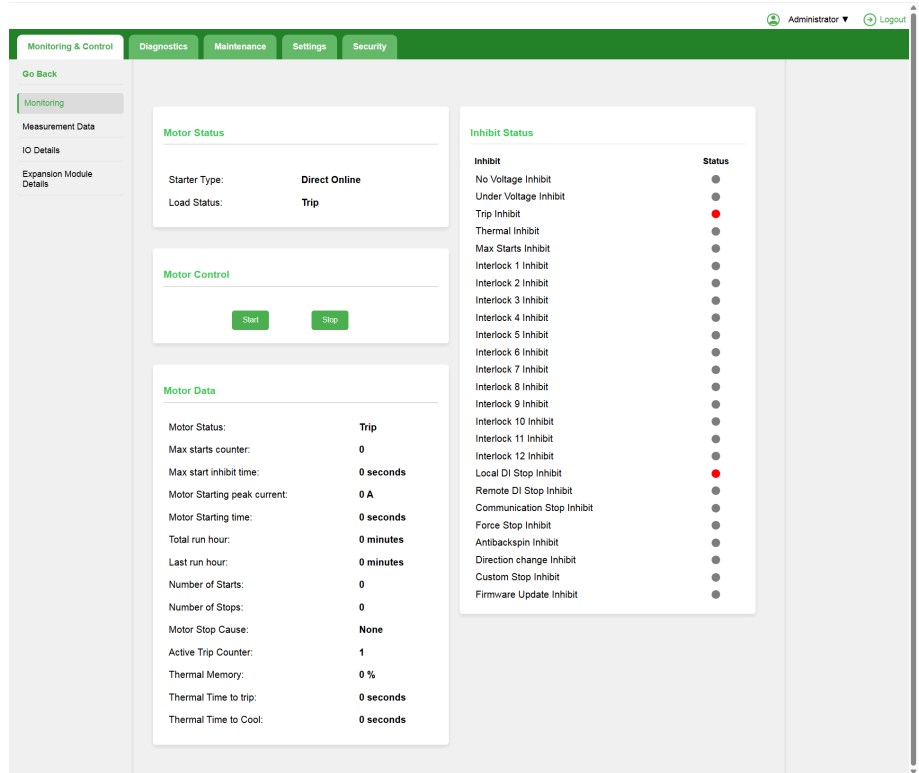 Administrator ▼ Logout
Monitoring & Control Diagnostics Maintenance Settings Security
Go Back
Monitoring
Measurement Data
IO Details
Expansion Module
Details
Motor Status
Starter Type: Direct Online
Load Status: Trip
Motor Control
Start Stop
Motor Data
Motor Status: Trip
Max starts counter: 0
Max start inhibit time: 0 seconds
Motor Starting peak current: 0 A
Motor Starting time: 0 seconds
Total run hour: 0 minutes
Last run hour: 0 minutes
Number of Starts: 0
Number of Stops: 0
Motor Stop Cause: None
Active Trip Counter: 1
Thermal Memory: 0 %
Thermal Time to trip: 0 seconds
Thermal Time to Cool: 0 seconds
Inhibit Status
Inhibit Status
No Voltage Inhibit
Under Voltage Inhibit
Trip Inhibit
Thermal Inhibit
Max Starts Inhibit
Interlock 1 Inhibit
Interlock 2 Inhibit
Interlock 3 Inhibit
Interlock 4 Inhibit
Interlock 5 Inhibit
Interlock 6 Inhibit
Interlock 7 Inhibit
Interlock 8 Inhibit
Interlock 9 Inhibit
Interlock 10 Inhibit
Interlock 11 Inhibit
Interlock 12 Inhibit
Local DI Stop Inhibit
Remote DI Stop Inhibit
Communication Stop Inhibit
Force Stop Inhibit
Antibackspin Inhibit
Direction change Inhibit
Custom Stop Inhibit
Firmware Update Inhibit